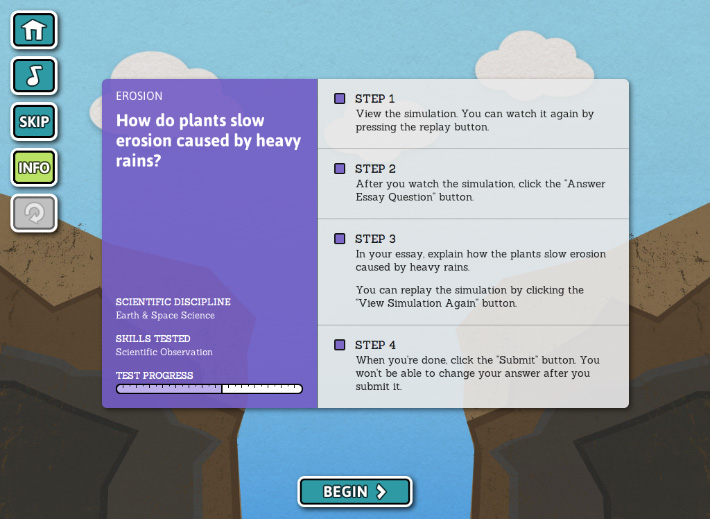 SKIP
INFO
EROSION
How do plants slow
erosion caused by heavy
rains?
SCIENTIFIC DISCIPLINE
Earth & Space Science
SKILLS TESTED
Scientific Observation
TEST PROGRESS
STEP 1
View the simulation. You can watch it again by
pressing the replay button.
STEP 2
After you watch the simulation, click the "Answer
Essay Question" button.
STEP 3
In your essay, explain how the plants slow erosion
caused by heavy rains.
You can replay the simulation by clicking the
"View Simulation Again" button.
STEP 4
When you're done, click the "Submit" button. You
won't be able to change your answer after you
submit it.
BEGIN